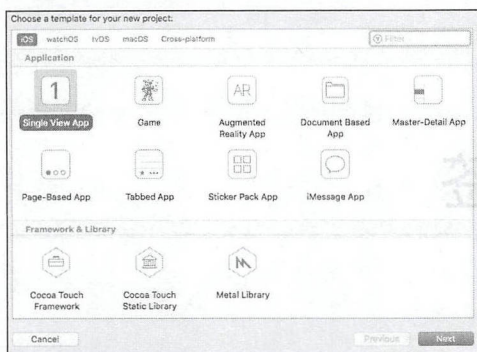 Choose a template for your new project:
iOS watchOS tvOS macOS Cross-platform Filter
Application
1
Single View App Game Augmented Reality App Document Based App Master-Detail App
AR
Page-Based App Tabbed App Sticker Pack App iMessage App
Framework & Library
Cocoa Touch Framework Cocoa Touch Static Library Metal Library
Cancel Previous Next